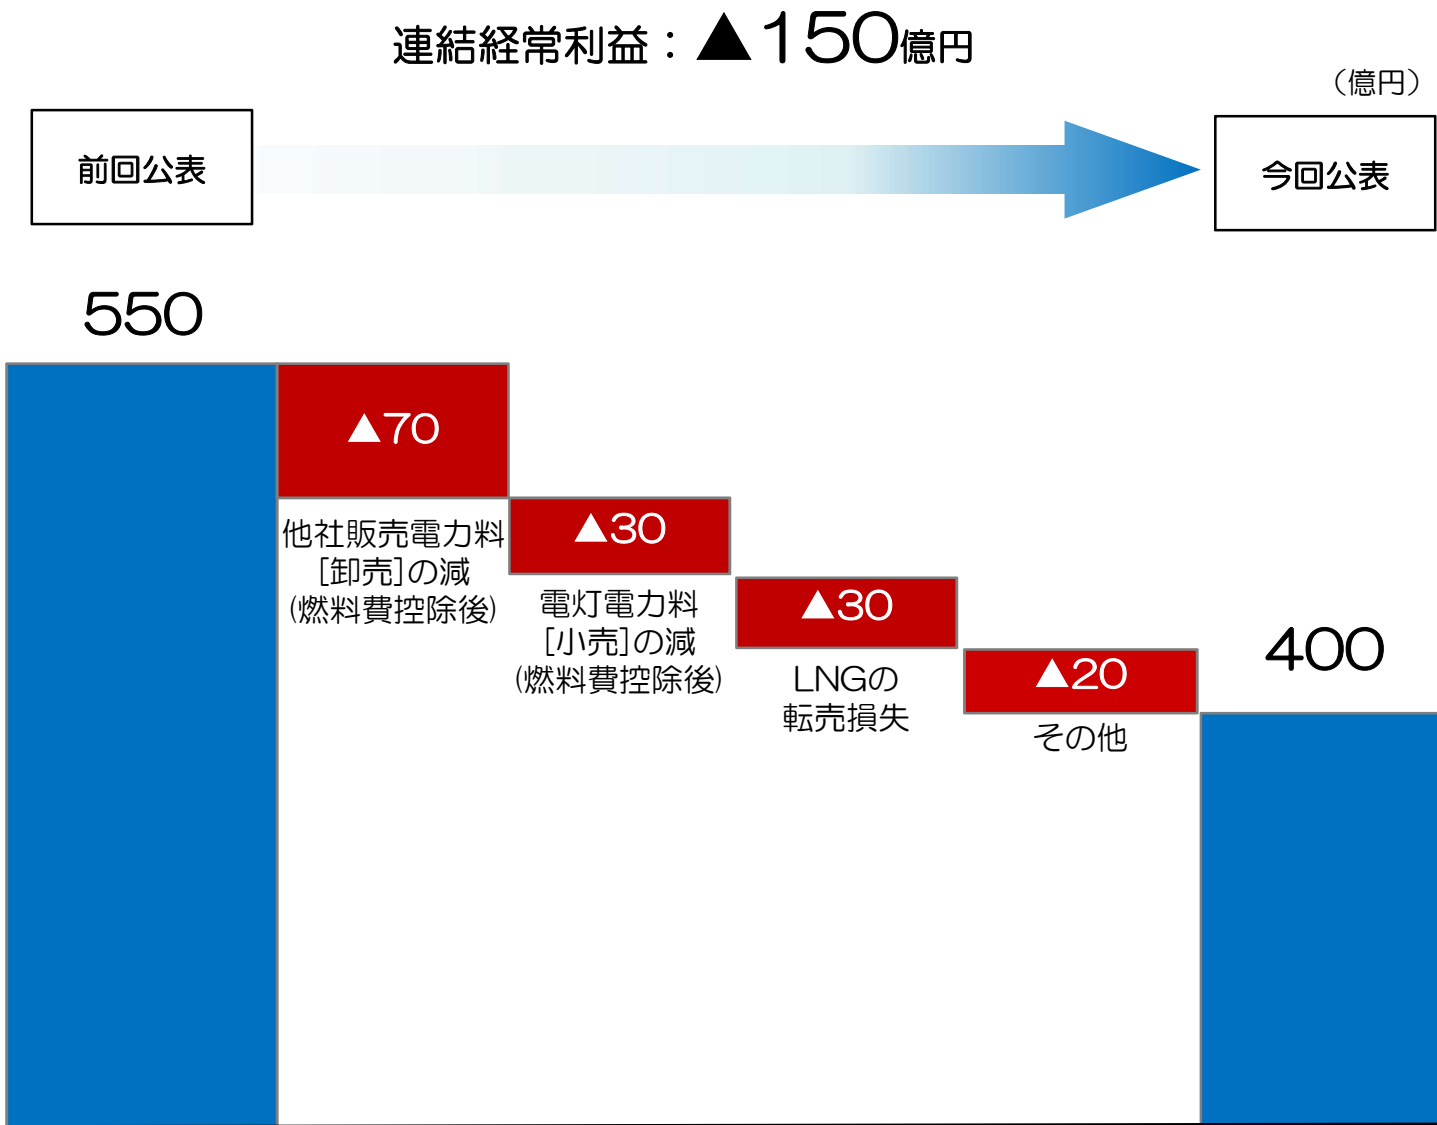 連結経常利益：▲150億円
（億円）
前回公表
今回公表
550
▲70
他社販売電力料
[卸売]の減
(燃料費控除後)
▲30
電灯電力料
[小売]の減
(燃料費控除後)
▲30
LNGの
転売損失
▲20
その他
400